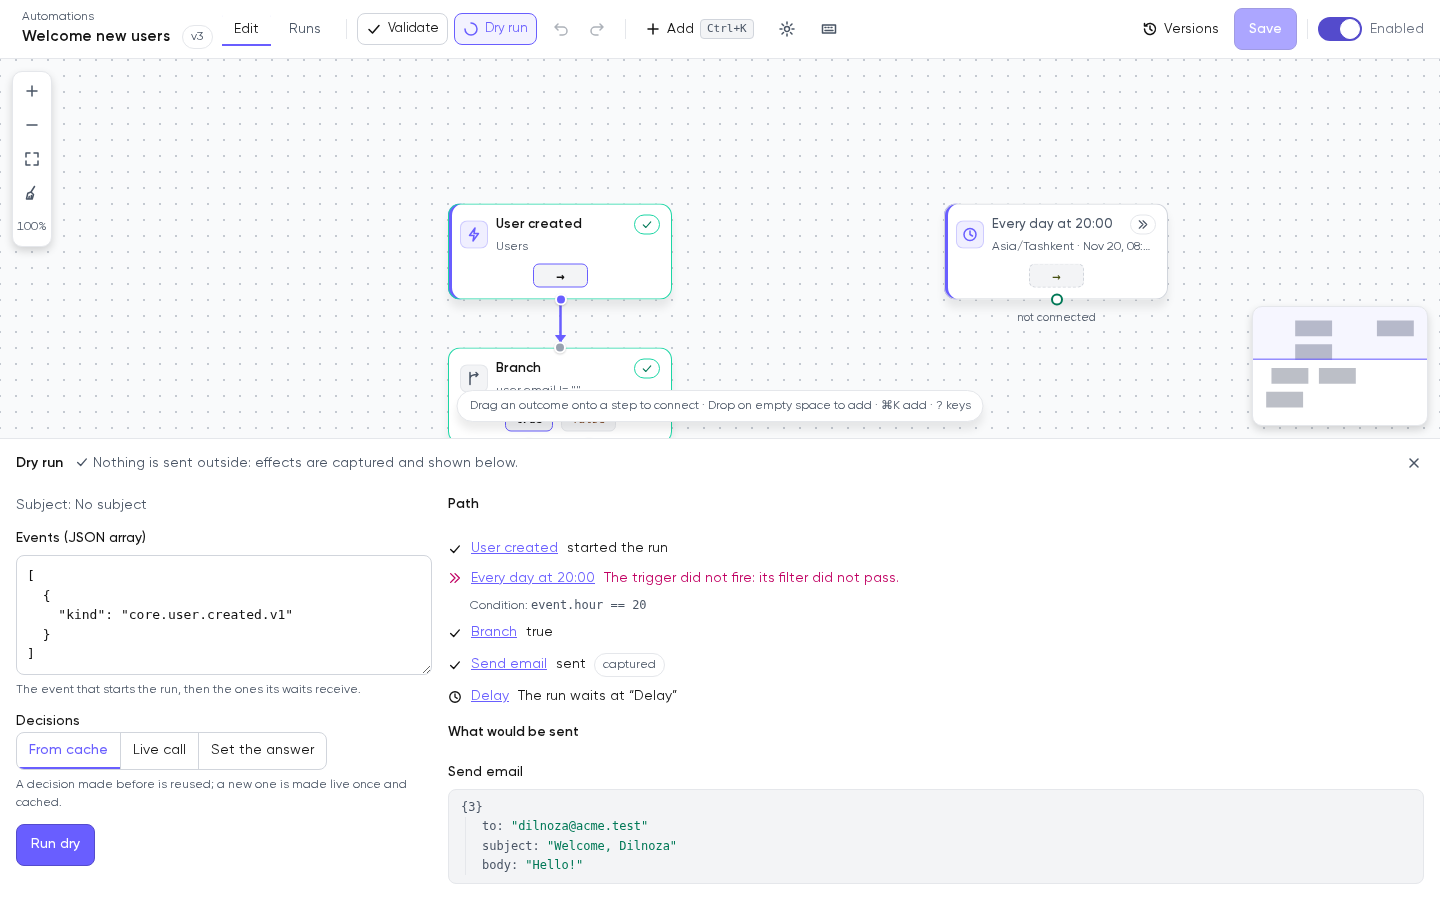 Automations
Welcome new users
v3
Edit
Runs
Validate
Dry run
Add
Ctrl+K
Versions
Save
Enabled
100%
User created
Users
→
Every day at 20:00
Asia/Tashkent · Nov 20, 08:…
→
not connected
Branch
Drag an outcome onto a step to connect · Drop on empty space to add · ⌘K add · ? keys
Dry run
Nothing is sent outside: effects are captured and shown below.
Subject: No subject
Events (JSON array)
[
{
"kind": "core.user.created.v1"
}
]
The event that starts the run, then the ones its waits receive.
Decisions
From cache
Live call
Set the answer
A decision made before is reused; a new one is made live once and
cached.
Run dry
Path
User created started the run
Every day at 20:00 The trigger did not fire: its filter did not pass.
Condition: event.hour == 20
Branch true
Send email sent captured
Delay The run waits at “Delay”
What would be sent
Send email
{3}
to: "dilnoza@acme.test"
subject: "Welcome, Dilnoza"
body: "Hello!"